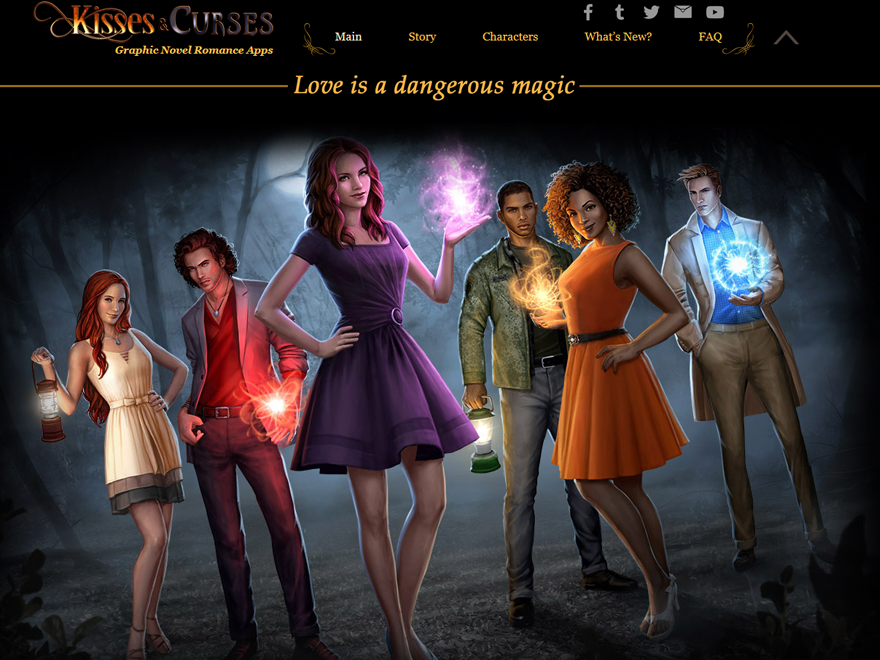 Kisses & Curses
Graphic Novel Romance Apps
Main Story Characters What's New? FAQ
Love is a dangerous magic